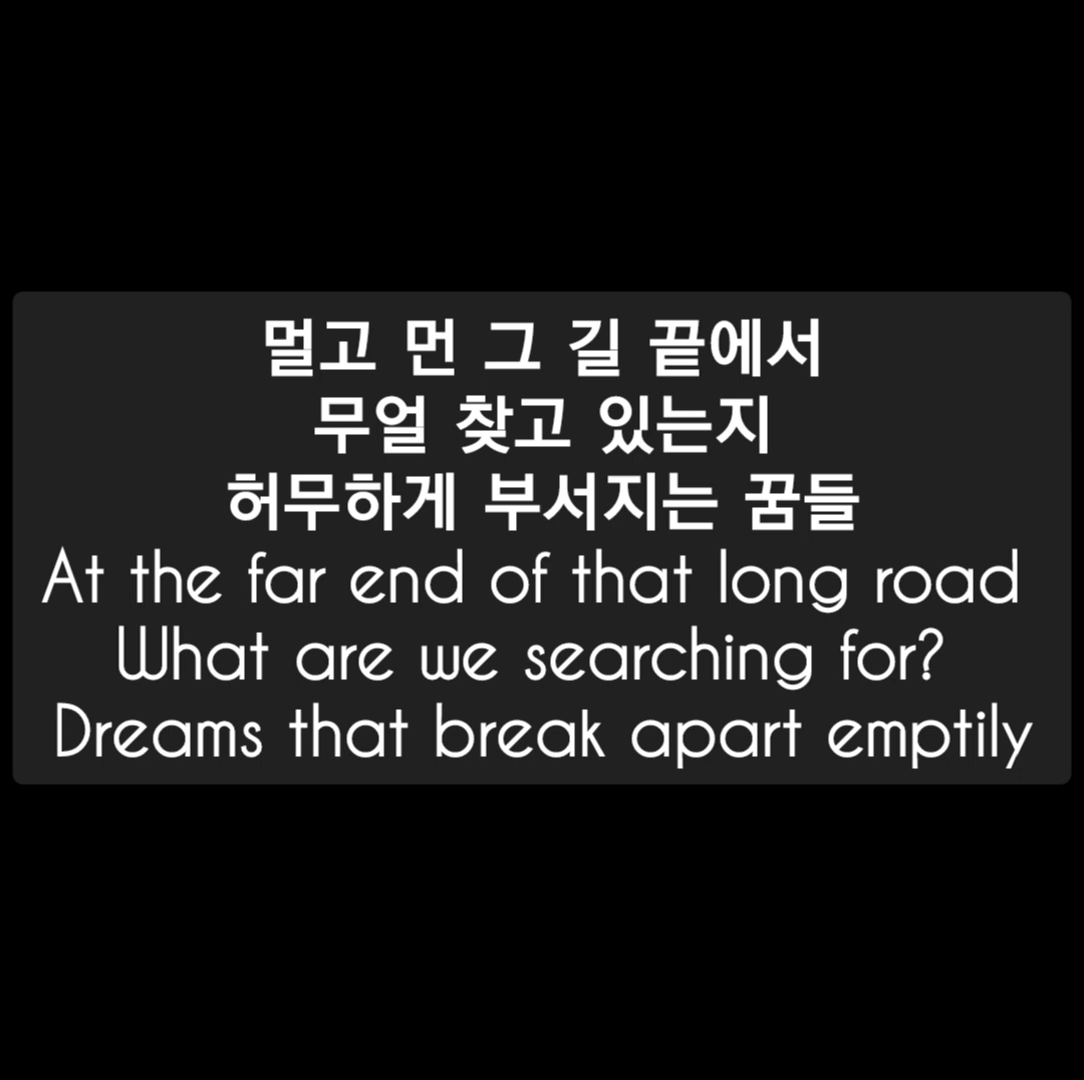 멀고 먼 그 길 끝에서
무얼 찾고 있는지
허무하게 부서지는 꿈들
At the far end of that long road
What are we searching for?
Dreams that break apart emptily